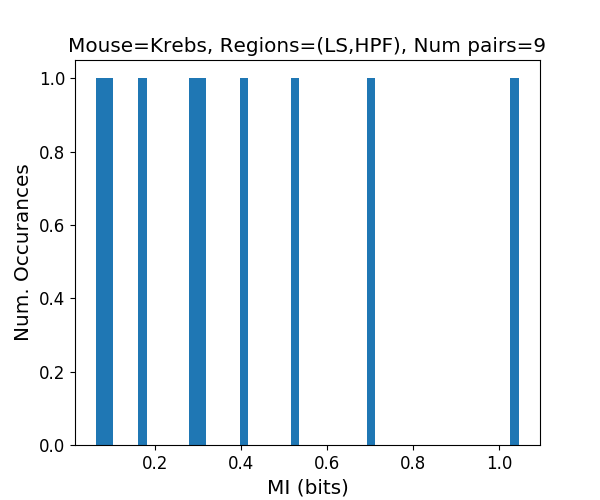 Mouse=Krebs, Regions=(LS,HPF), Num pairs=9
1.0
0.8
0.6
0.4
0.2
0.0
Num. Occurances
0.2 0.4 0.6 0.8 1.0
MI (bits)